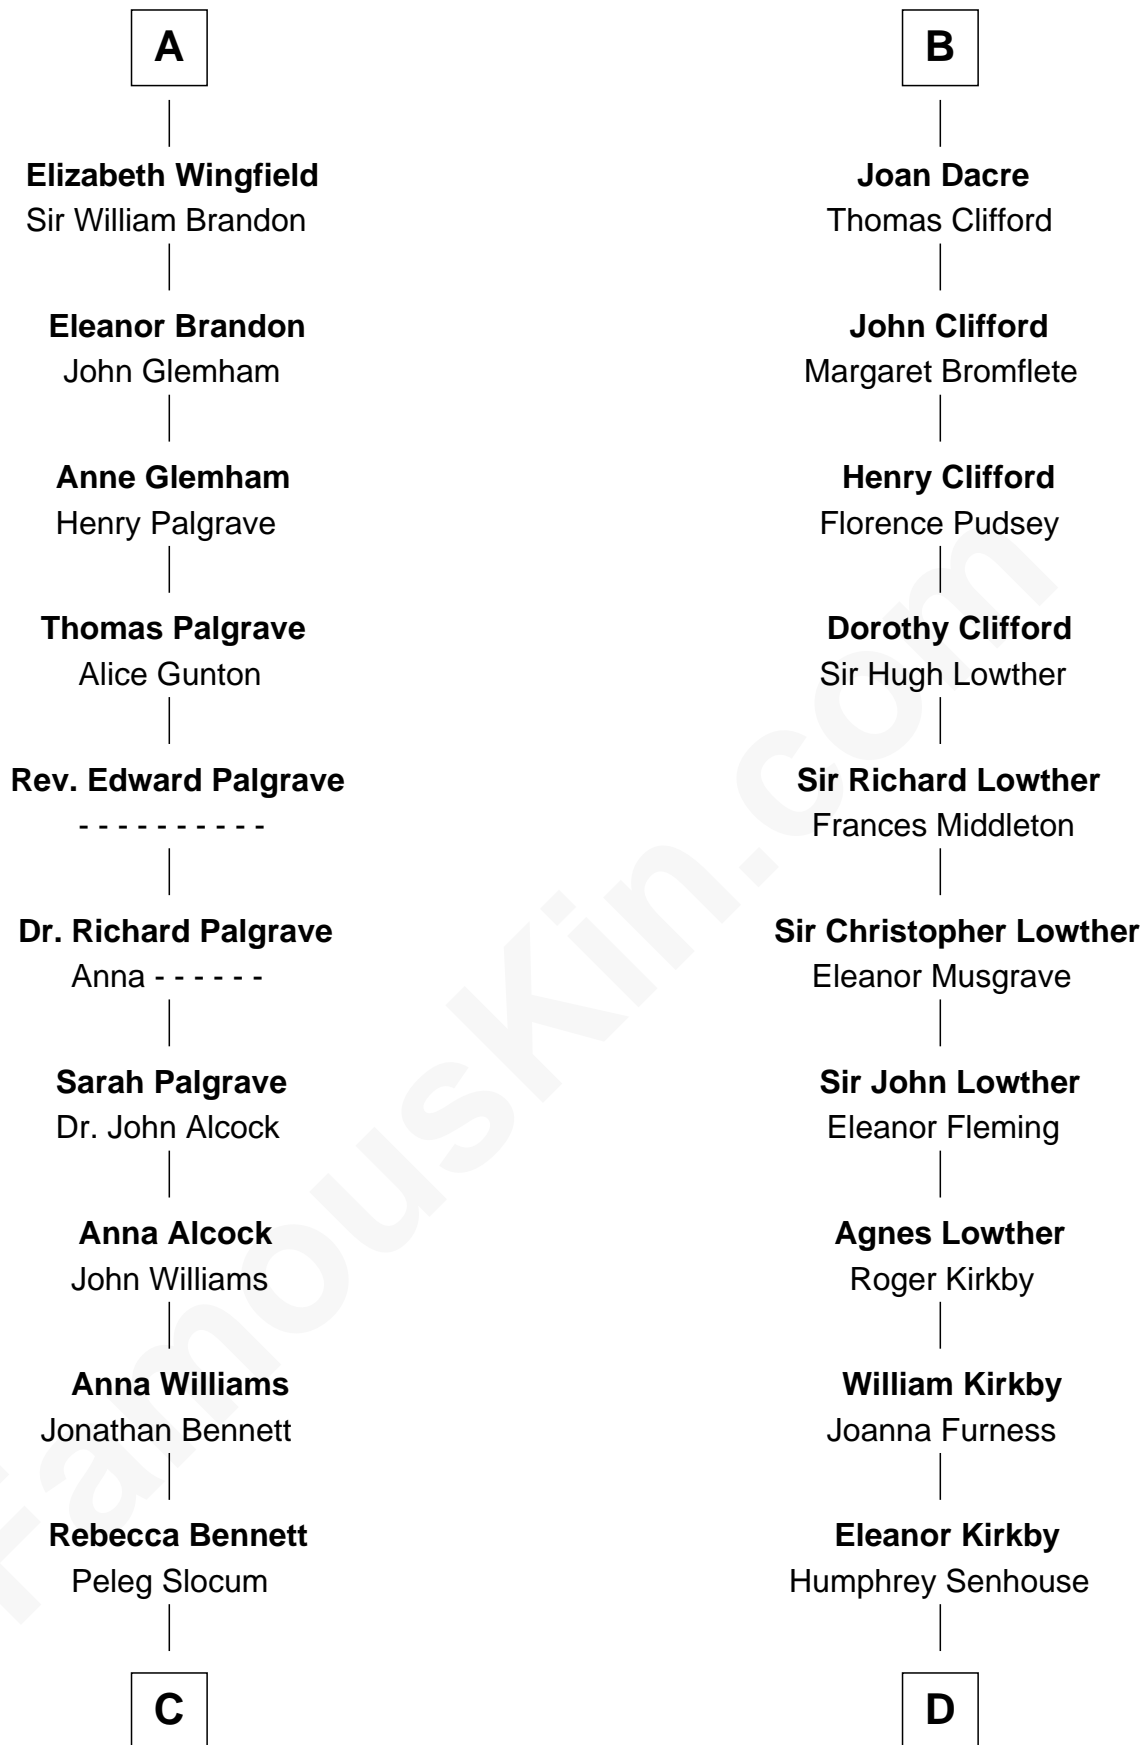 A
Elizabeth Wingfield
Sir William Brandon
Eleanor Brandon
John Glemham
Anne Glemham
Henry Palgrave
Thomas Palgrave
Alice Gunton
Rev. Edward Palgrave
- - - - - - - - - -
Dr. Richard Palgrave
Anna - - - - - -
Sarah Palgrave
Dr. John Alcock
Anna Alcock
John Williams
Anna Williams
Jonathan Bennett
Rebecca Bennett
Peleg Slocum
C
B
Joan Dacre
Thomas Clifford
John Clifford
Margaret Bromflete
Henry Clifford
Florence Pudsey
Dorothy Clifford
Sir Hugh Lowther
Sir Richard Lowther
Frances Middleton
Sir Christopher Lowther
Eleanor Musgrave
Sir John Lowther
Eleanor Fleming
Agnes Lowther
Roger Kirkby
William Kirkby
Joanna Furness
Eleanor Kirkby
Humphrey Senhouse
D
FamousKin.com